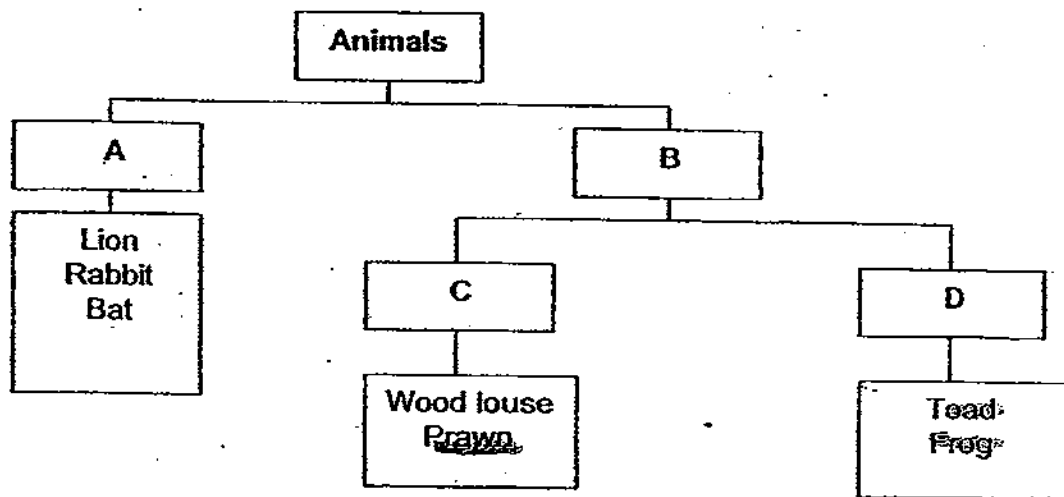 Animals
A
B
Lion
Rabbit
Bat
C
D
Wood louse
Prawn
Toad
Frog